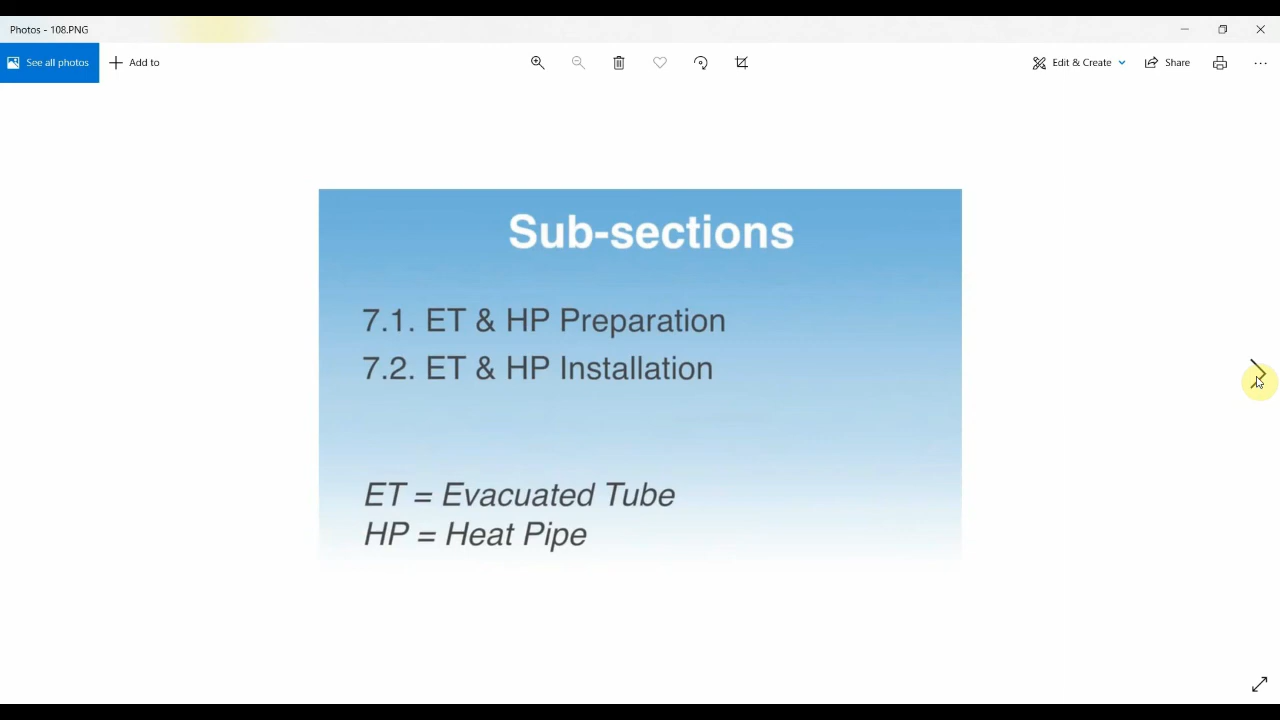 Photos - 108.PNG
See all photos
Add to
Edit & Create
Share
Sub-sections
7.1. ET & HP Preparation
7.2. ET & HP Installation
ET = Evacuated Tube
HP = Heat Pipe